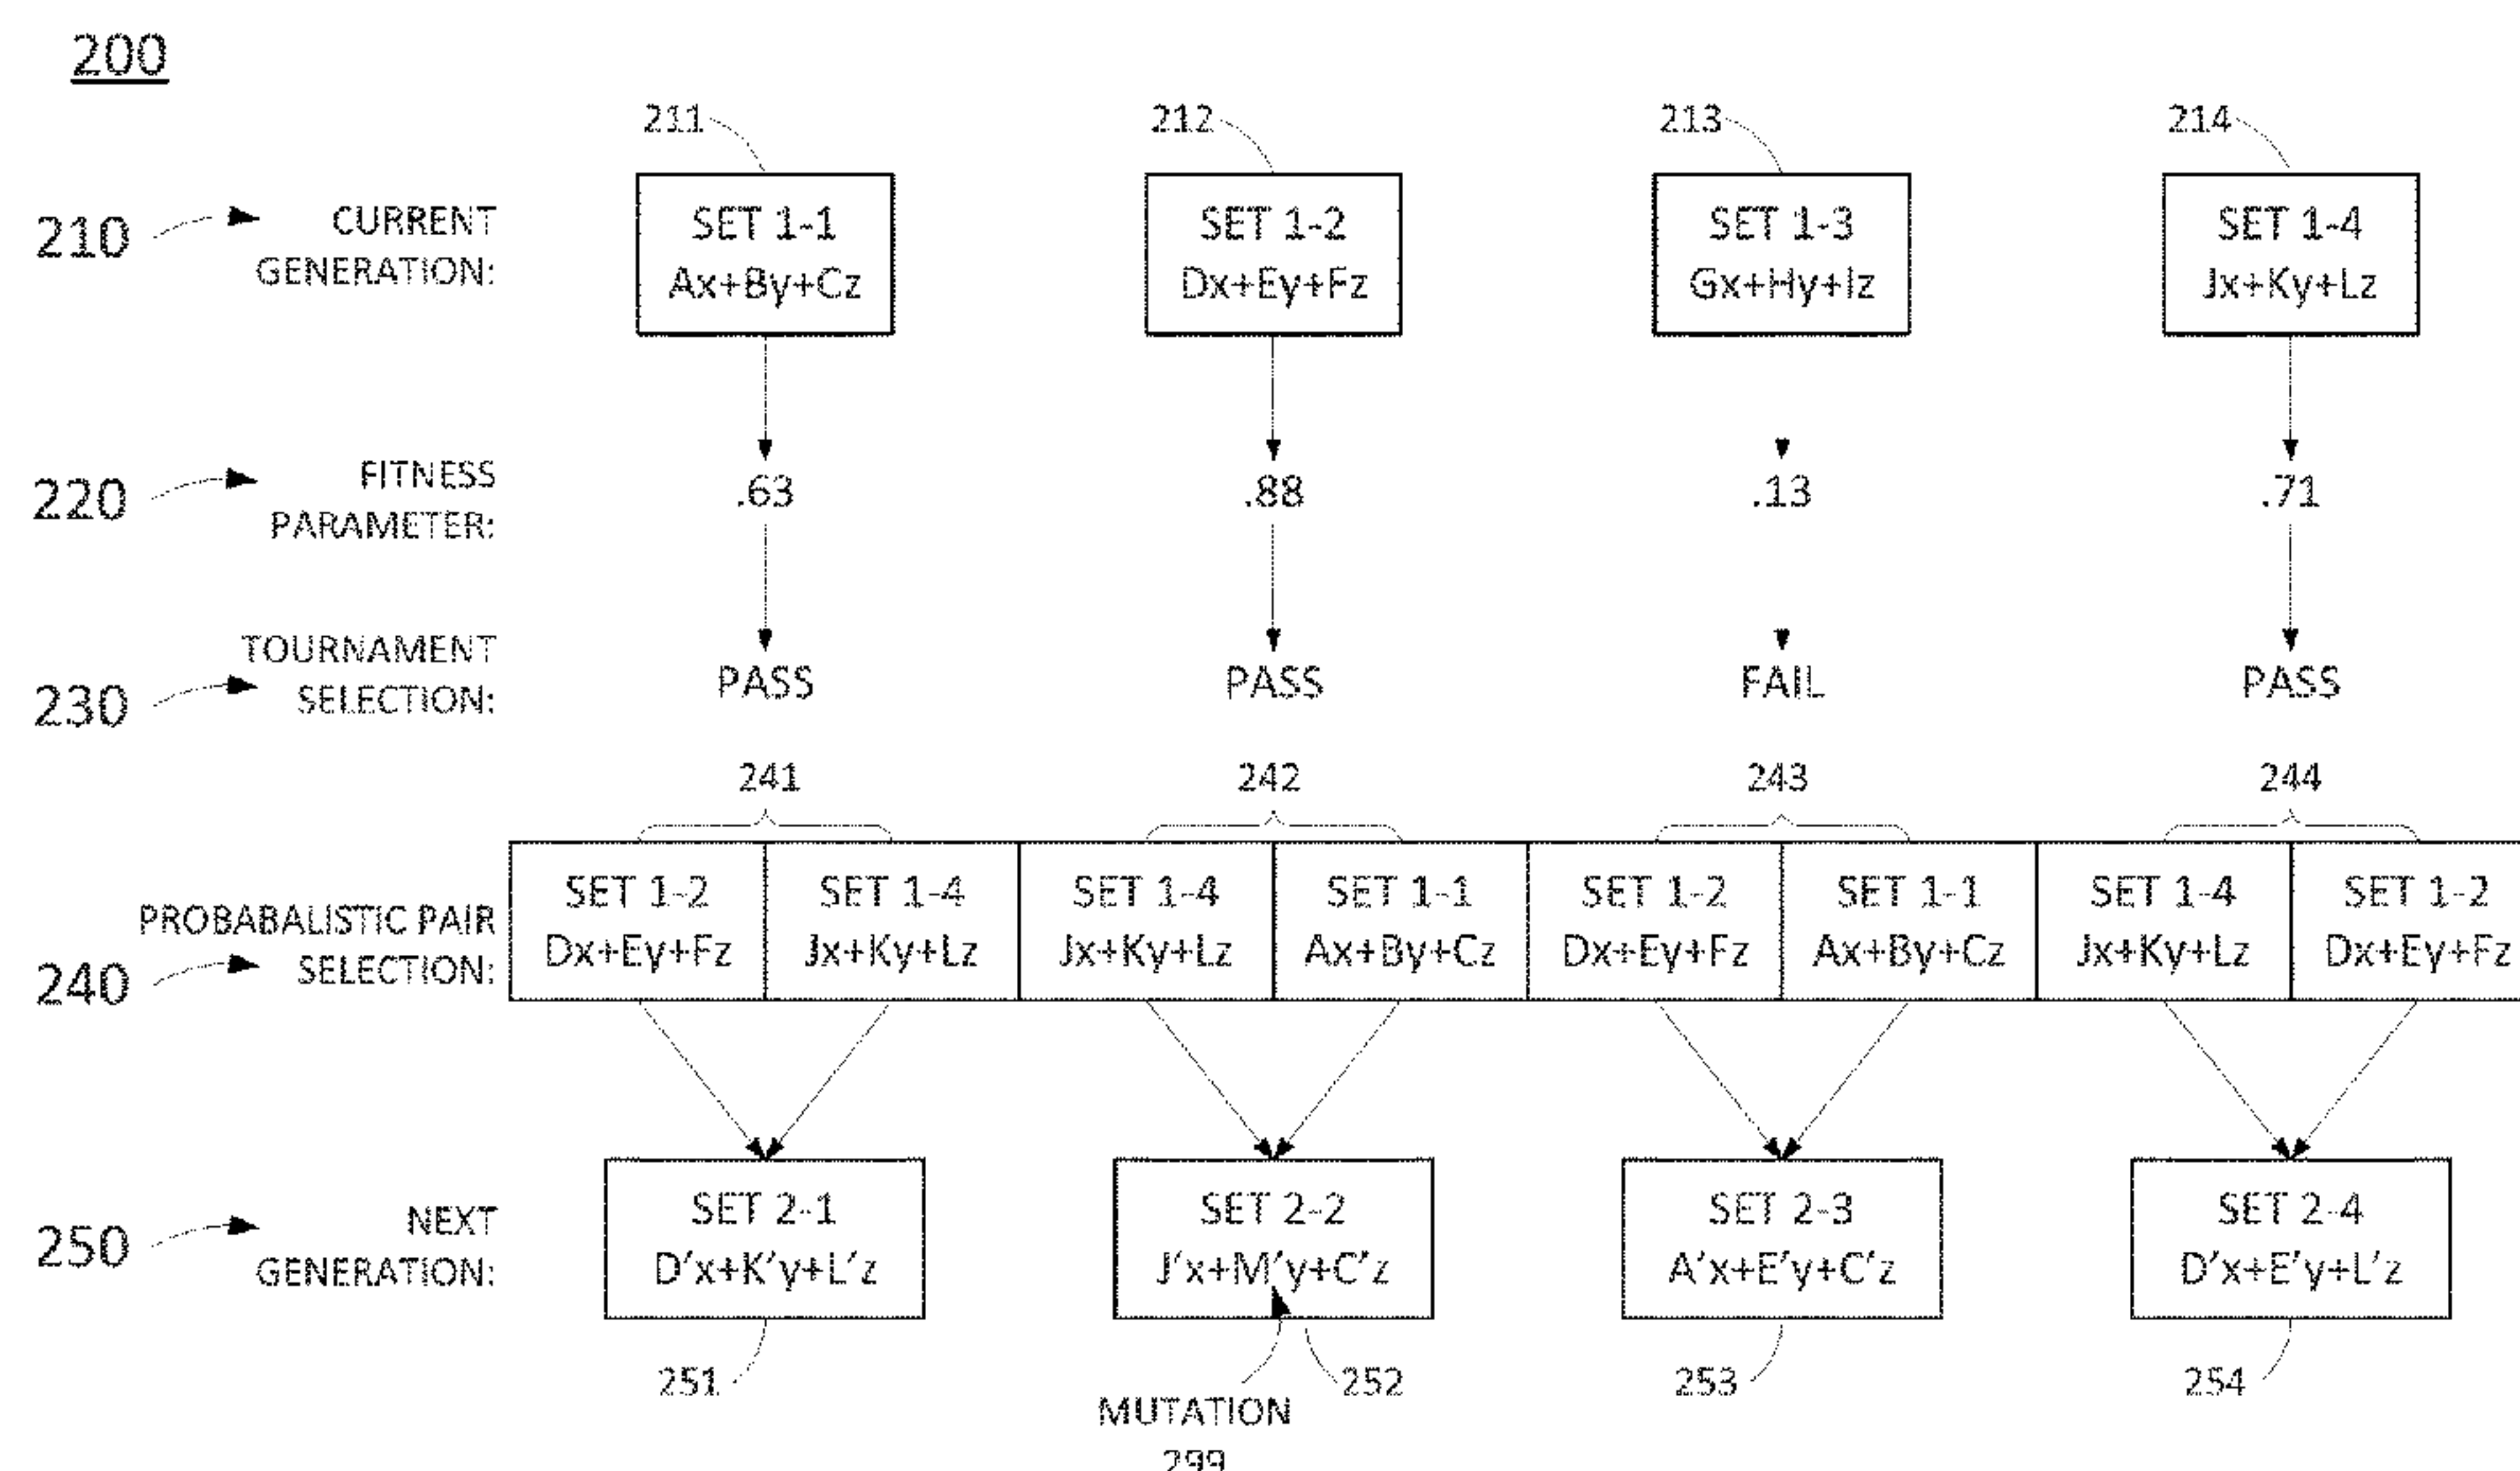 200
211 212 213 214
210 CURRENT GENERATION:
SET 1-1 SET 1-2 SET 1-3 SET 1-4
Ax+By+Cz Dx+Ey+Fz Gx+Hy+Iz Jx+Ky+Lz
220 FITNESS PARAMETER:
.63 .88 .13 .71
230 TOURNAMENT SELECTION:
PASS PASS FAIL PASS
241 242 243 244
240 PROBABALISTIC PAIR SELECTION:
SET 1-2 SET 1-4 SET 1-4 SET 1-1 SET 1-2 SET 1-1 SET 1-4 SET 1-2
Dx+Ey+Fz Jx+Ky+Lz Jx+Ky+Lz Ax+By+Cz Dx+Ey+Fz Ax+By+Cz Jx+Ky+Lz Dx+Ey+Fz
250 NEXT GENERATION:
SET 2-1 SET 2-2 SET 2-3 SET 2-4
D'x+K'y+L'z J'x+M'y+C'z A'x+E'y+C'z D'x+E'y+L'z
251 252 253 254
MUTATION
299